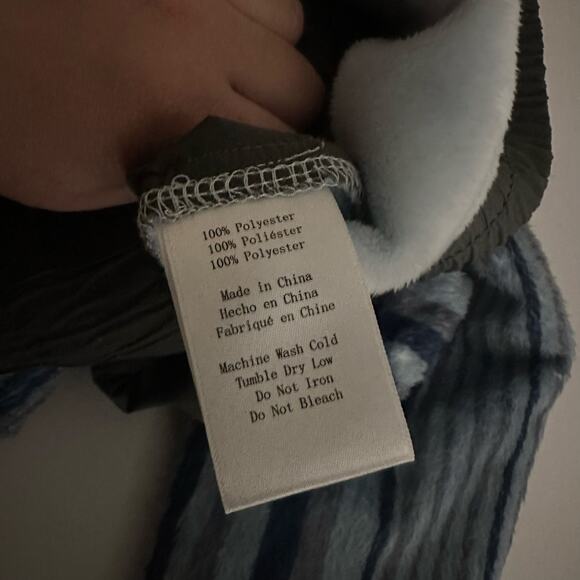 100% Polyester
100% Poliéster
100% Polyester
Made in China
Hecho en China
Fabriqué en Chine
Machine Wash Cold
Tumble Dry Low
Do Not Iron
Do Not Bleach